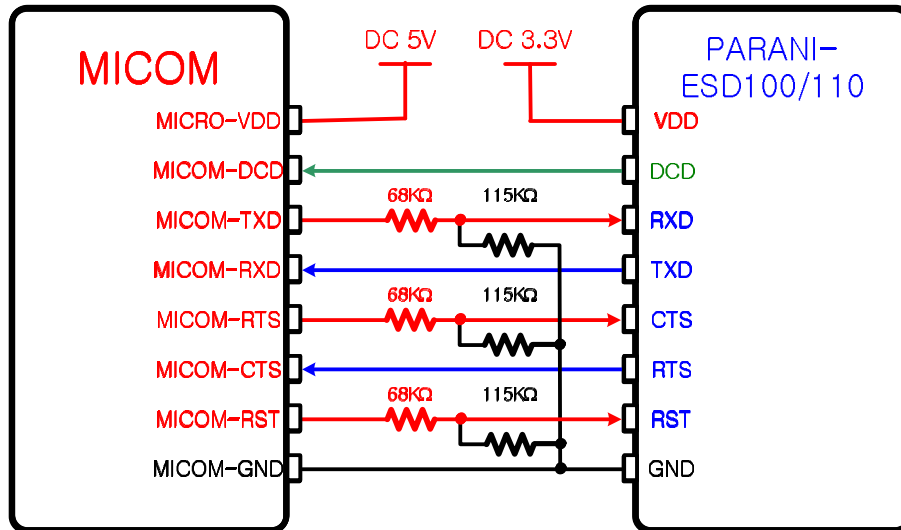 DC 5V
DC 3.3V
MICOM
PARANI-
ESD100/110
MICRO-VDD
VDD
MICOM-DCD
DCD
68KΩ
115KΩ
MICOM-TXD
RXD
MICOM-RXD
TXD
68KΩ
115KΩ
MICOM-RTS
CTS
MICOM-CTS
RTS
68KΩ
115KΩ
MICOM-RST
RST
MICOM-GND
GND